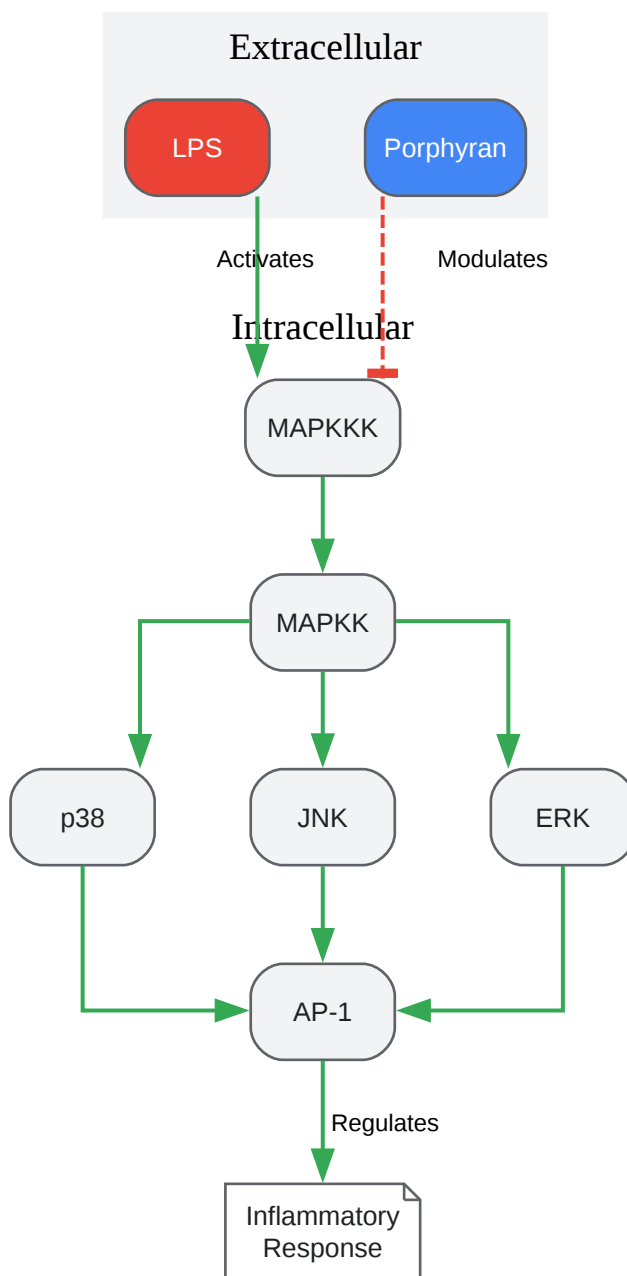 Extracellular
LPS
Porphyran
Activates
Modulates
Intracellular
MAPKKK
MAPKK
p38
JNK
ERK
AP-1
Regulates
Inflammatory
Response